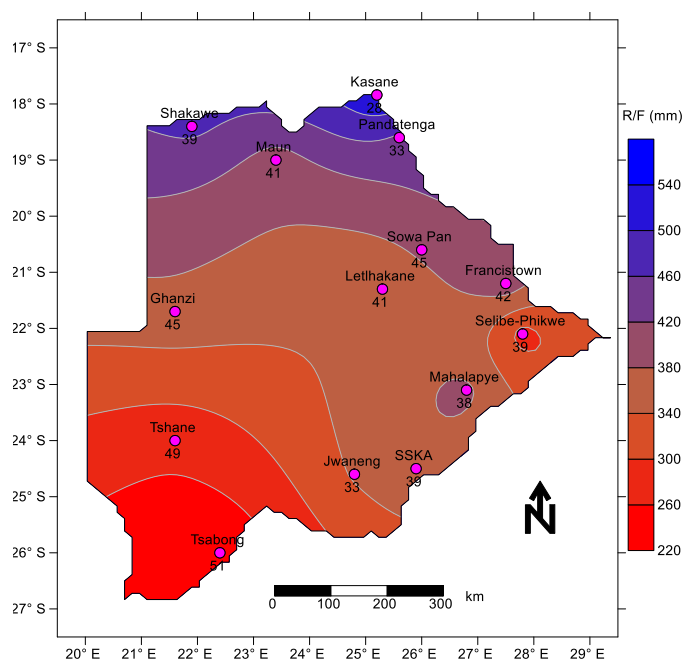 17° S
18° S
19° S
20° S
21° S
22° S
23° S
24° S
25° S
26° S
27° S
20° E
21° E
22° E
23° E
24° E
25° E
26° E
27° E
28° E
29° E
Kasane
28
Shakawe
39
Pandatenga
33
Maun
41
Sowa Pan
45
Letlhakane
41
Francistown
42
Ghanzi
45
Selibe-Phikwe
39
Mahalapye
38
Tshane
49
Jwaneng
33
SSKA
39
Tsabong
51
N
0 100 200 300 km
R/F (mm)
540
500
460
420
380
340
300
260
220